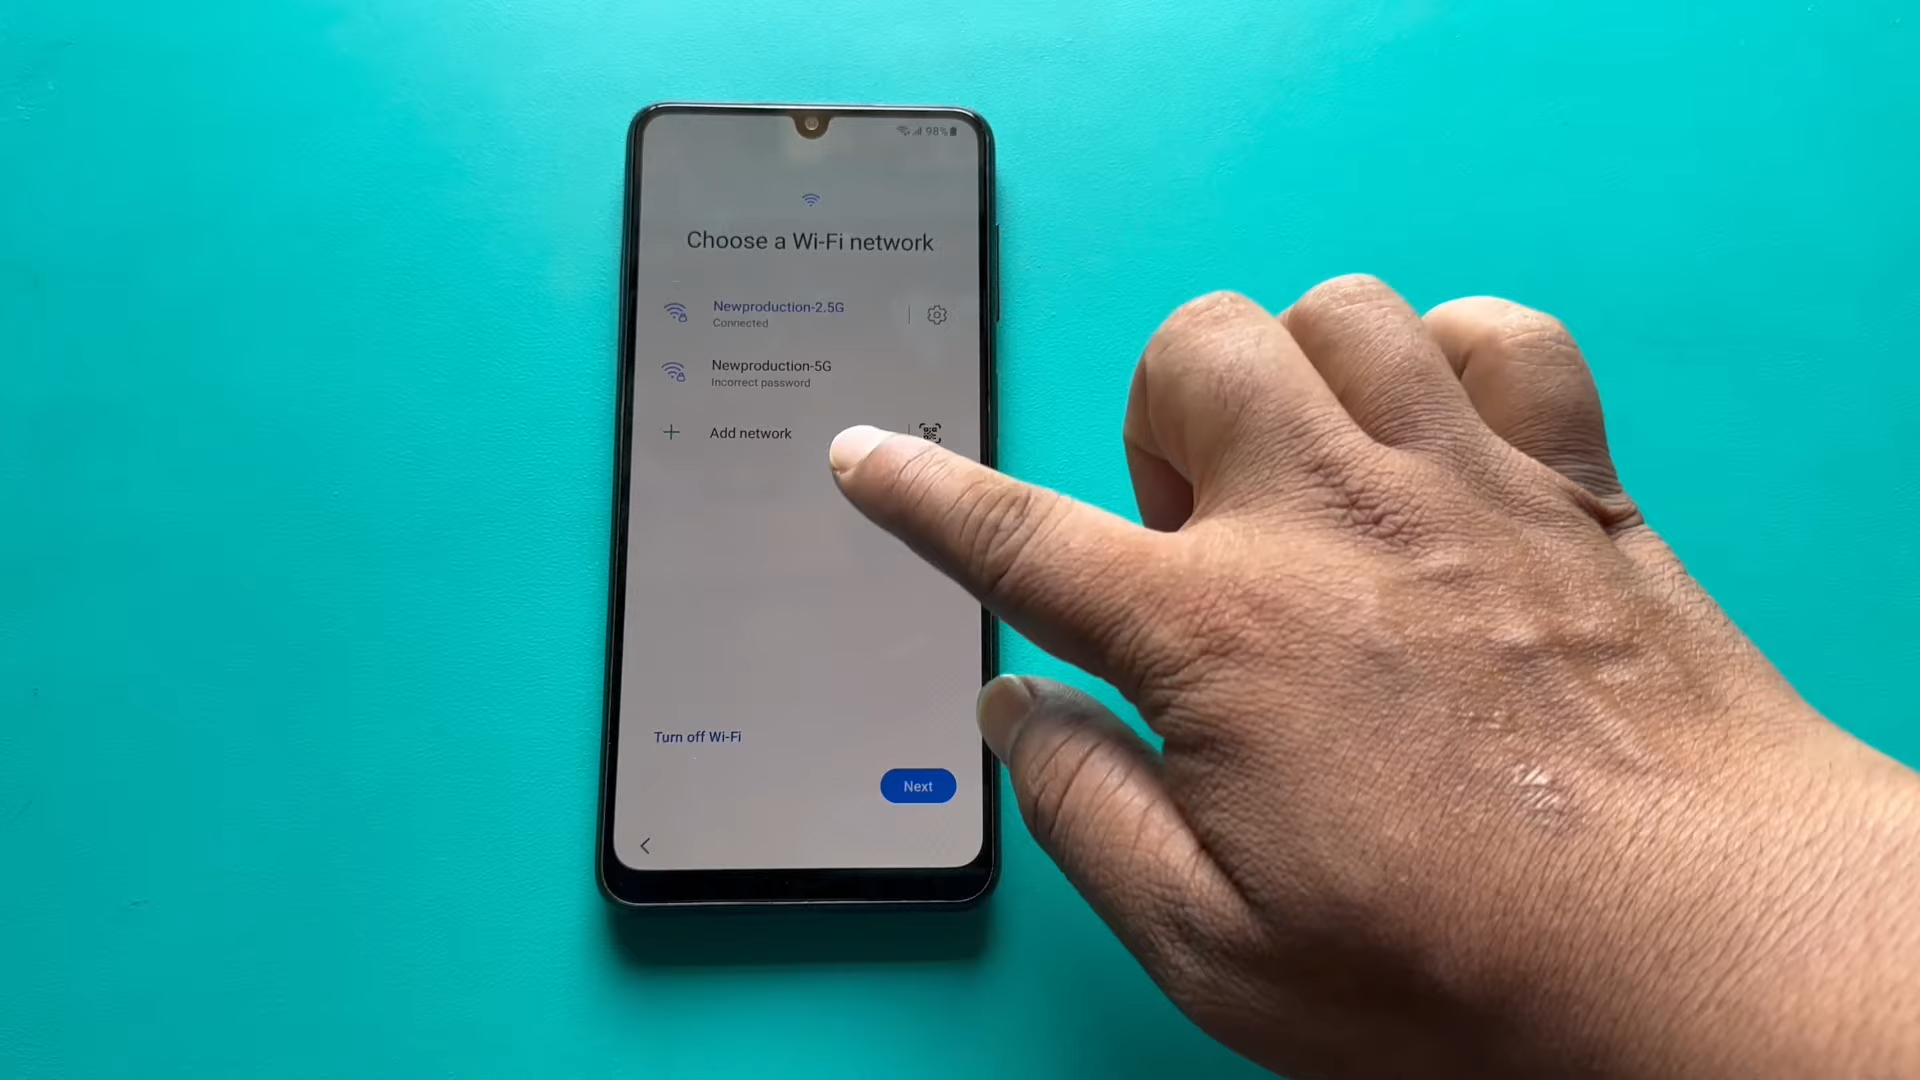 98%
Choose a Wi-Fi network
Newproduction-2.5G
Connected
Newproduction-5G
Incorrect password
Add network
Turn off Wi-Fi
Next